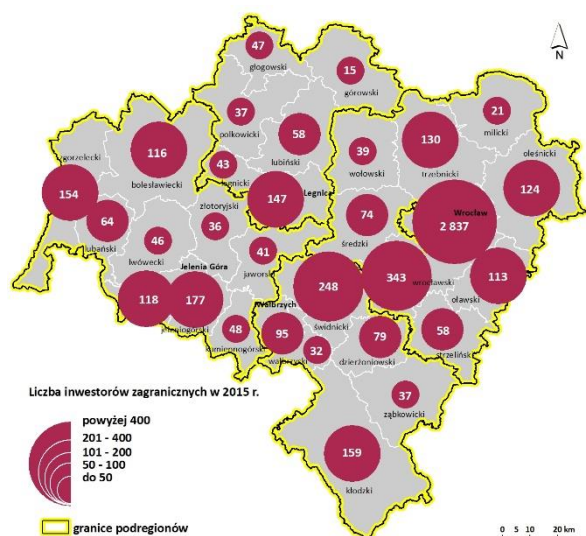 47
głogowski
15
górowski
N
37
polkowicki
58
lubiński
39
wołowski
130
trzebnicki
21
milicki
oleśnicki
124
zgorzelecki
116
bolesławiecki
43
legnicki
Legnica
147
154
64
lubański
złotoryjski
36
46
lwówecki
41
jaworski
74
średzki
Wrocław
2 837
Jelenia Góra
118
177
jeleniogórski
48
kamiennogórski
Wałbrzych
95
wałbrzyski
248
świdnicki
32
343
wrocławski
113
oławski
79
dzierżoniowski
58
strzeliński
37
ząbkowicki
159
kłodzki
Liczba inwestorów zagranicznych w 2015 r.
powyżej 400
201 - 400
101 - 200
50 - 100
do 50
granice podregionów
0 5 10 20 km